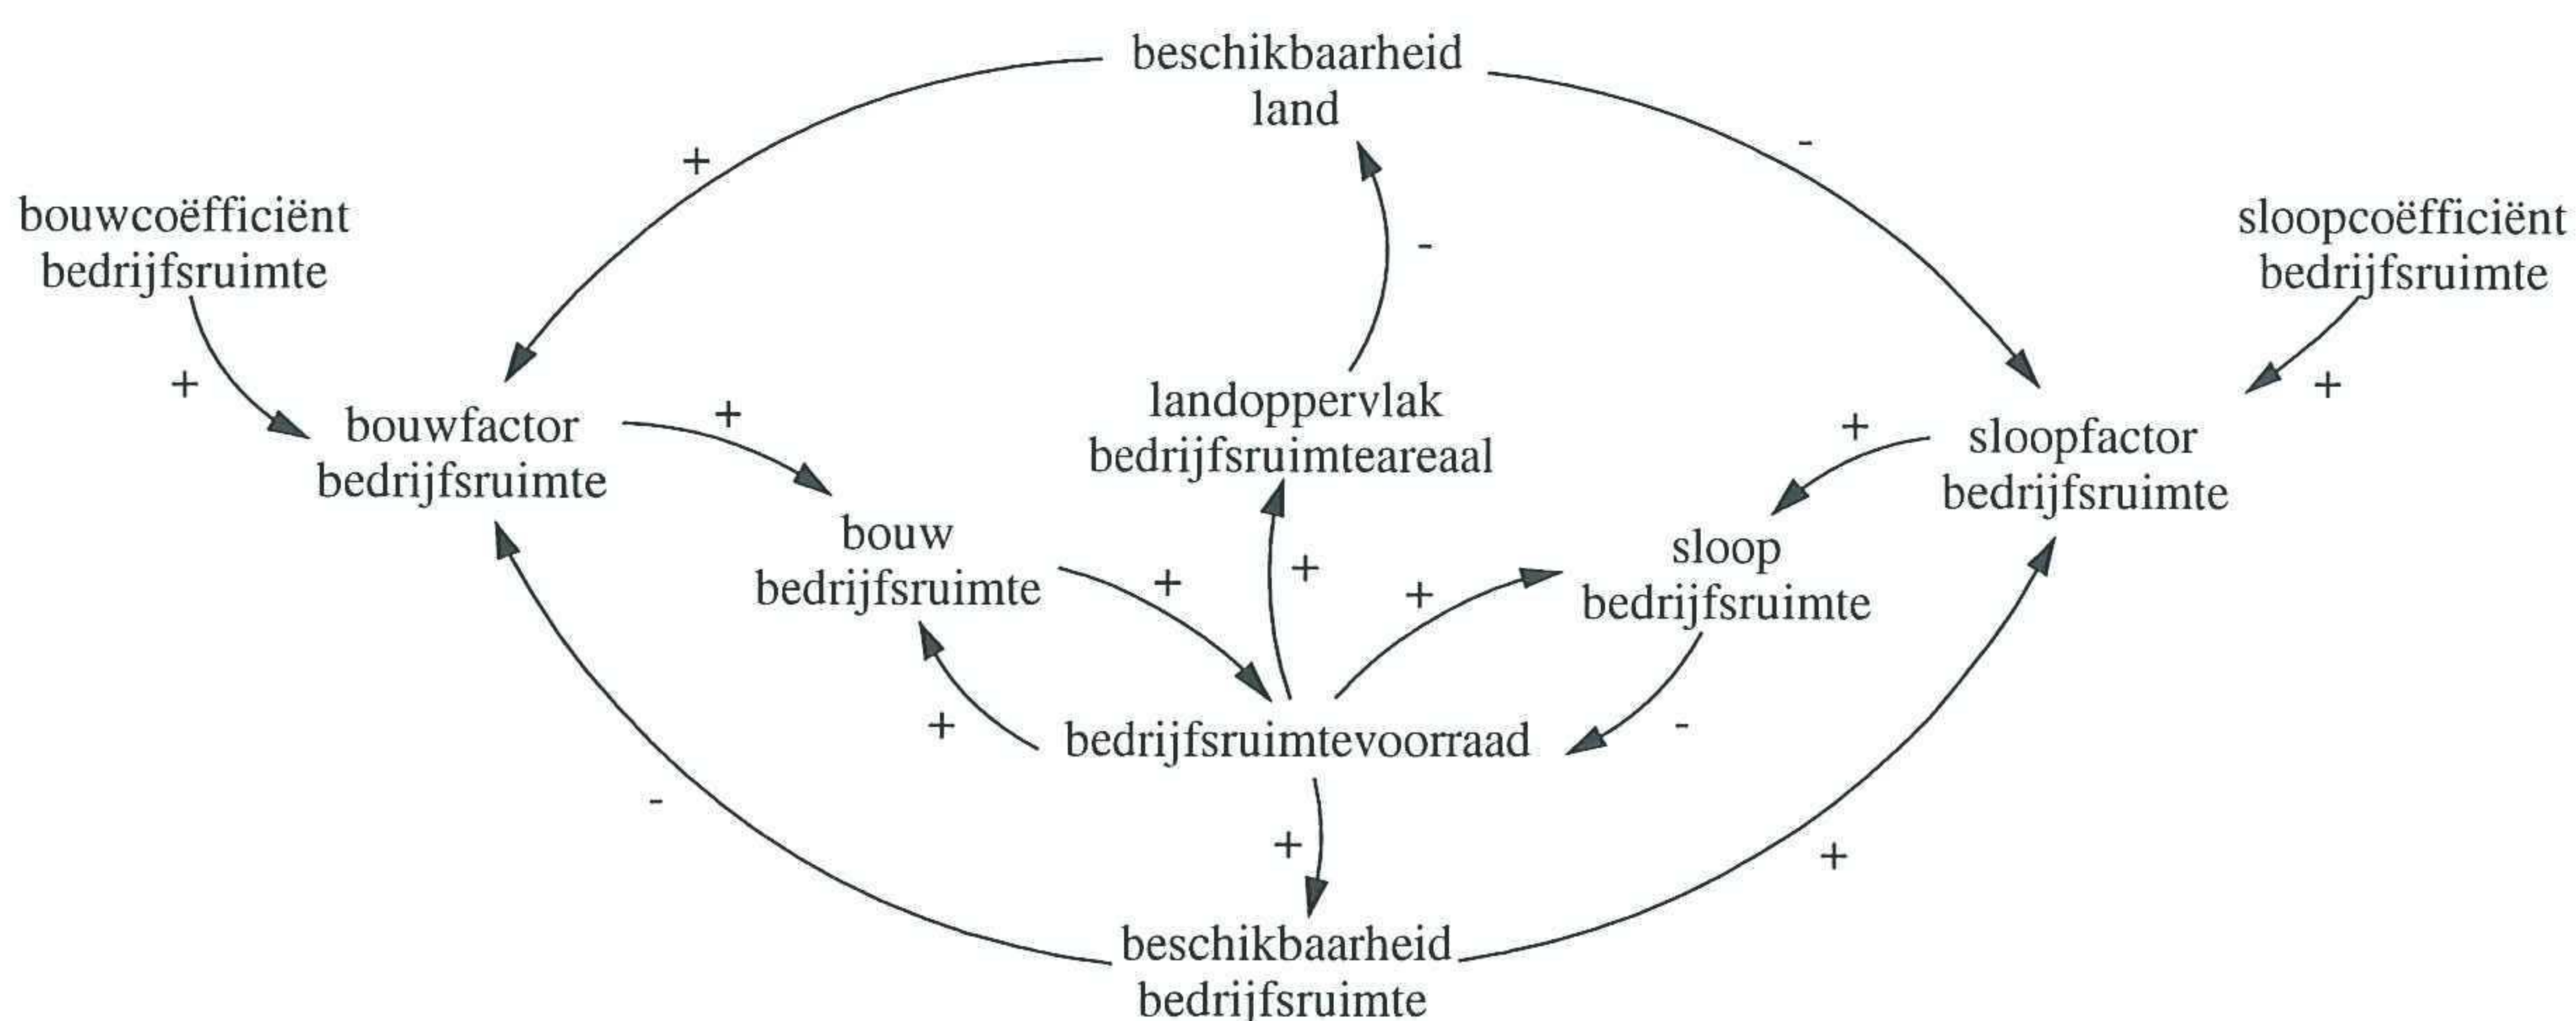 beschikbaarheid
land
+
-
bouwcoëfficiënt
bedrijfsruimte
sloopcoëfficiënt
bedrijfsruimte
-
+
+
landoppervlak
bedrijfsruimteareaal
bouwfactor
bedrijfsruimte
+
+
sloopfactor
bedrijfsruimte
bouw
bedrijfsruimte
+
+
+
sloop
bedrijfsruimte
+
-
bedrijfsruimtevoorraad
-
+
+
beschikbaarheid
bedrijfsruimte